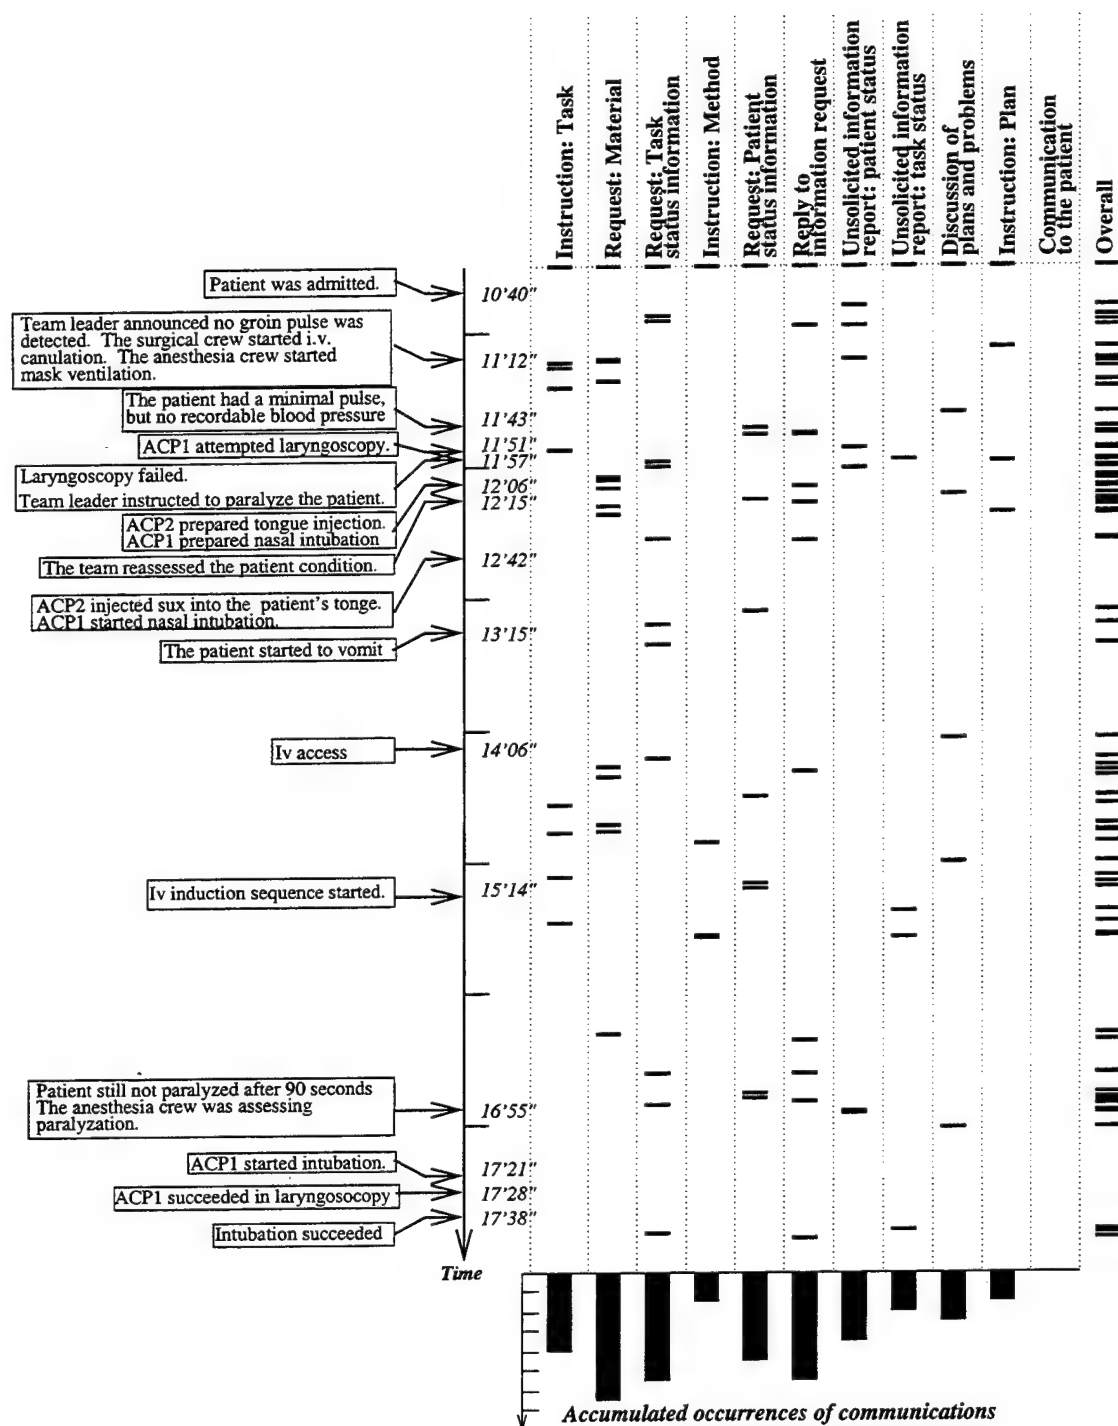 Instruction: Task
Request: Material
Request: Task
status information
Instruction: Method
Request: Patient
status information
Reply to
information request
Unsolicited information
report: patient status
Unsolicited information
report: task status
Discussion of
plans and problems
Instruction: Plan
Communication
to the patient
Overall
Patient was admitted.
10'40"
Team leader announced no groin pulse was
detected. The surgical crew started i.v.
canulation. The anesthesia crew started
mask ventilation.
11'12"
The patient had a minimal pulse,
but no recordable blood pressure
11'43"
ACP1 attempted laryngoscopy.
11'51"
11'57"
Laryngoscopy failed.
Team leader instructed to paralyze the patient.
12'06"
12'15"
ACP2 prepared tongue injection.
ACP1 prepared nasal intubation
The team reassessed the patient condition.
12'42"
ACP2 injected sux into the patient's tonge.
ACP1 started nasal intubation.
13'15"
The patient started to vomit
Iv access
14'06"
Iv induction sequence started.
15'14"
Patient still not paralyzed after 90 seconds
The anesthesia crew was assessing
paralyzation.
16'55"
ACP1 started intubation.
17'21"
ACP1 succeeded in laryngosocopy
17'28"
17'38"
Intubation succeeded
Time
Accumulated occurrences of communications